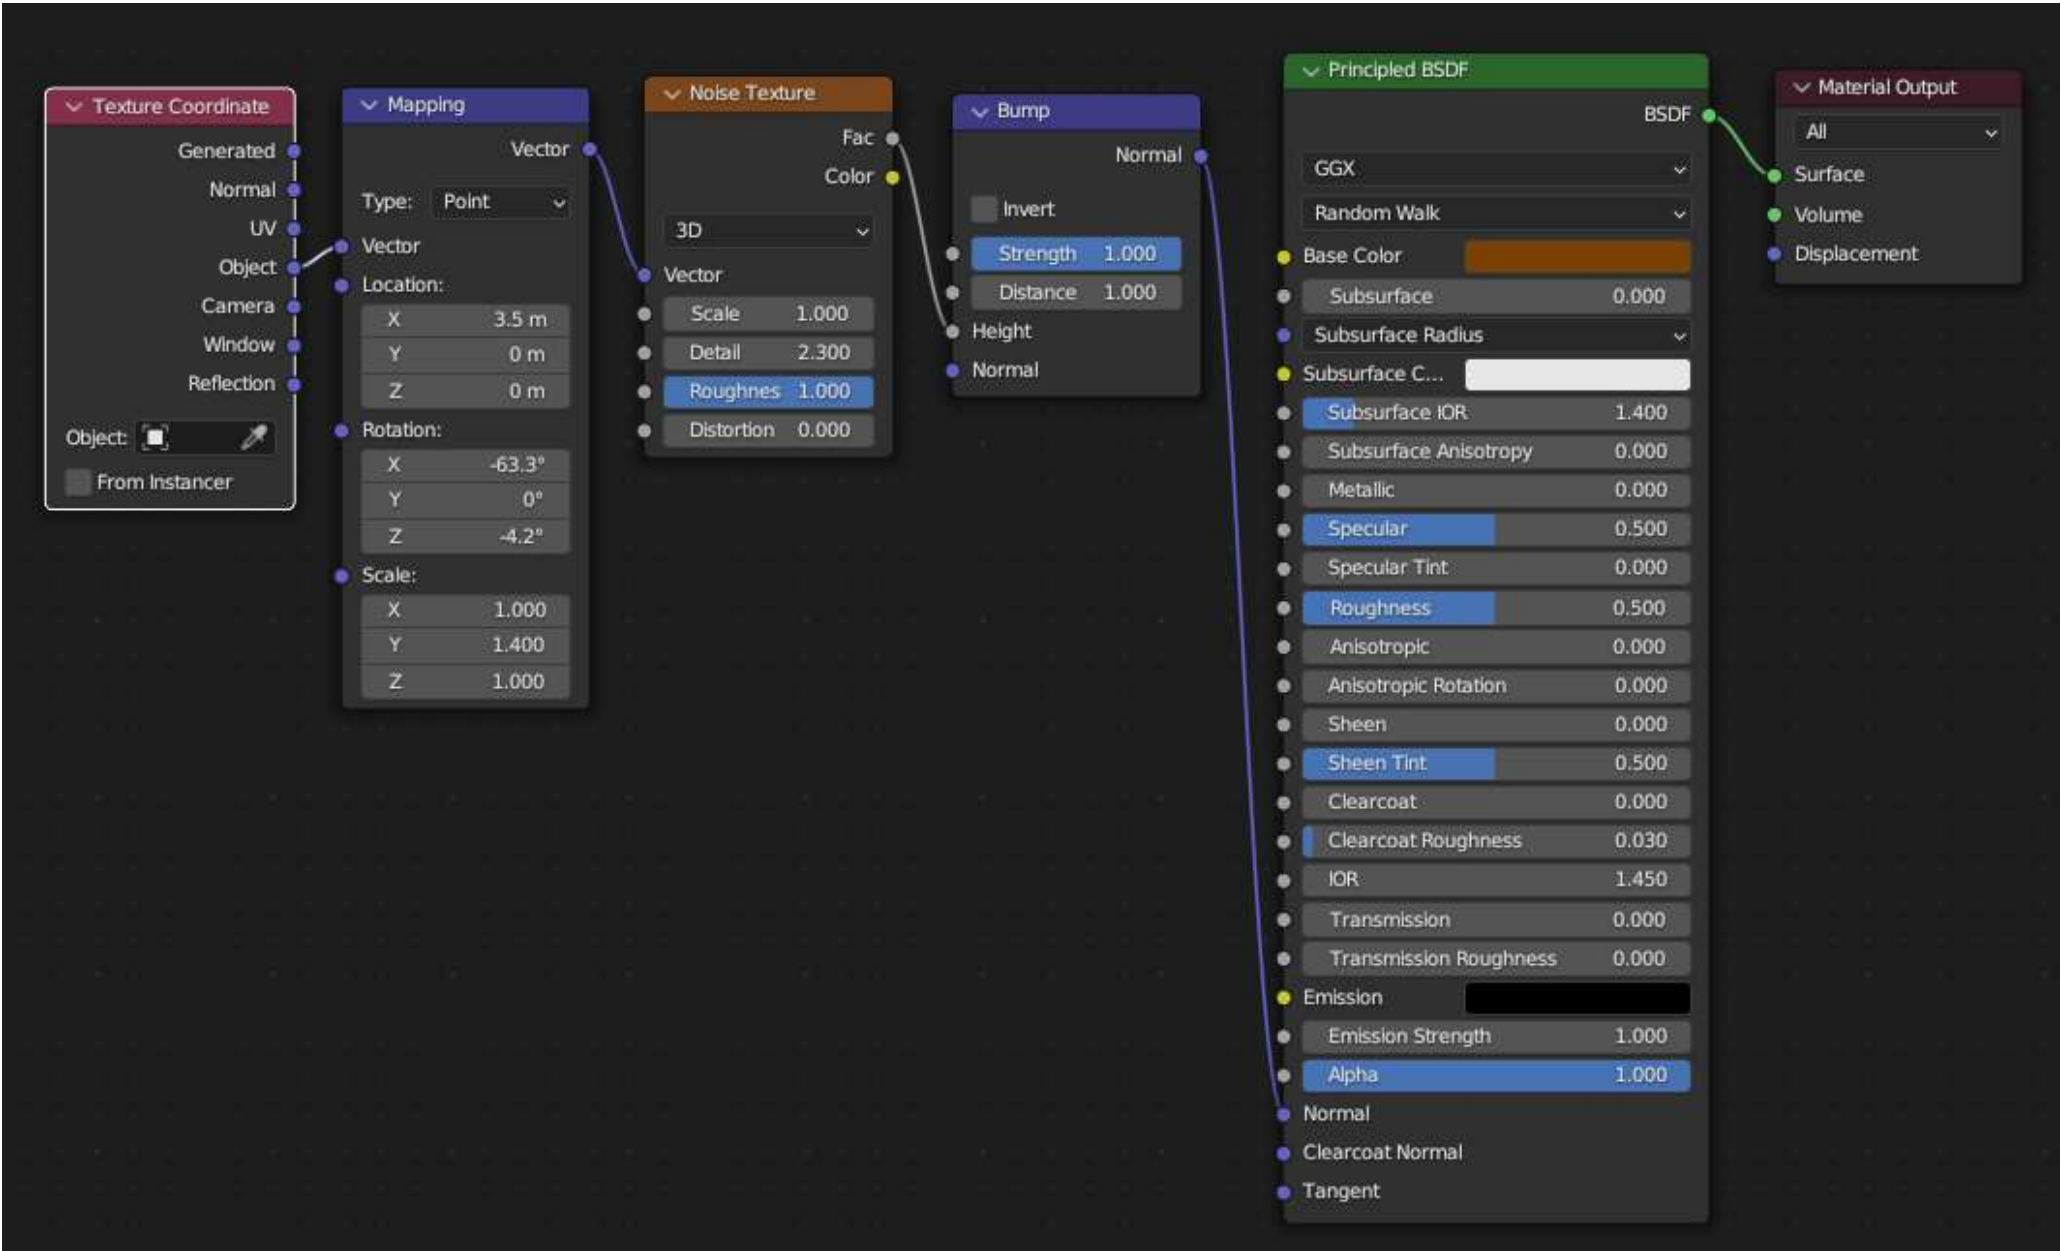 Texture Coordinate
Generated
Normal
UV
Object
Camera
Window
Reflection
Object:
From Instancer
Mapping
Vector
Type: Point
Vector
Location:
X 3.5 m
Y 0 m
Z 0 m
Rotation:
X -63.3°
Y 0°
Z -4.2°
Scale:
X 1.000
Y 1.400
Z 1.000
Noise Texture
Fac
Color
3D
Vector
Scale 1.000
Detail 2.300
Roughnes 1.000
Distortion 0.000
Bump
Normal
Invert
Strength 1.000
Distance 1.000
Height
Normal
Principled BSDF
BSDF
GGX
Random Walk
Base Color
Subsurface 0.000
Subsurface Radius
Subsurface C...
Subsurface IOR 1.400
Subsurface Anisotropy 0.000
Metallic 0.000
Specular 0.500
Specular Tint 0.000
Roughness 0.500
Anisotropic 0.000
Anisotropic Rotation 0.000
Sheen 0.000
Sheen Tint 0.500
Clearcoat 0.000
Clearcoat Roughness 0.030
IOR 1.450
Transmission 0.000
Transmission Roughness 0.000
Emission
Emission Strength 1.000
Alpha 1.000
Normal
Clearcoat Normal
Tangent
Material Output
All
Surface
Volume
Displacement